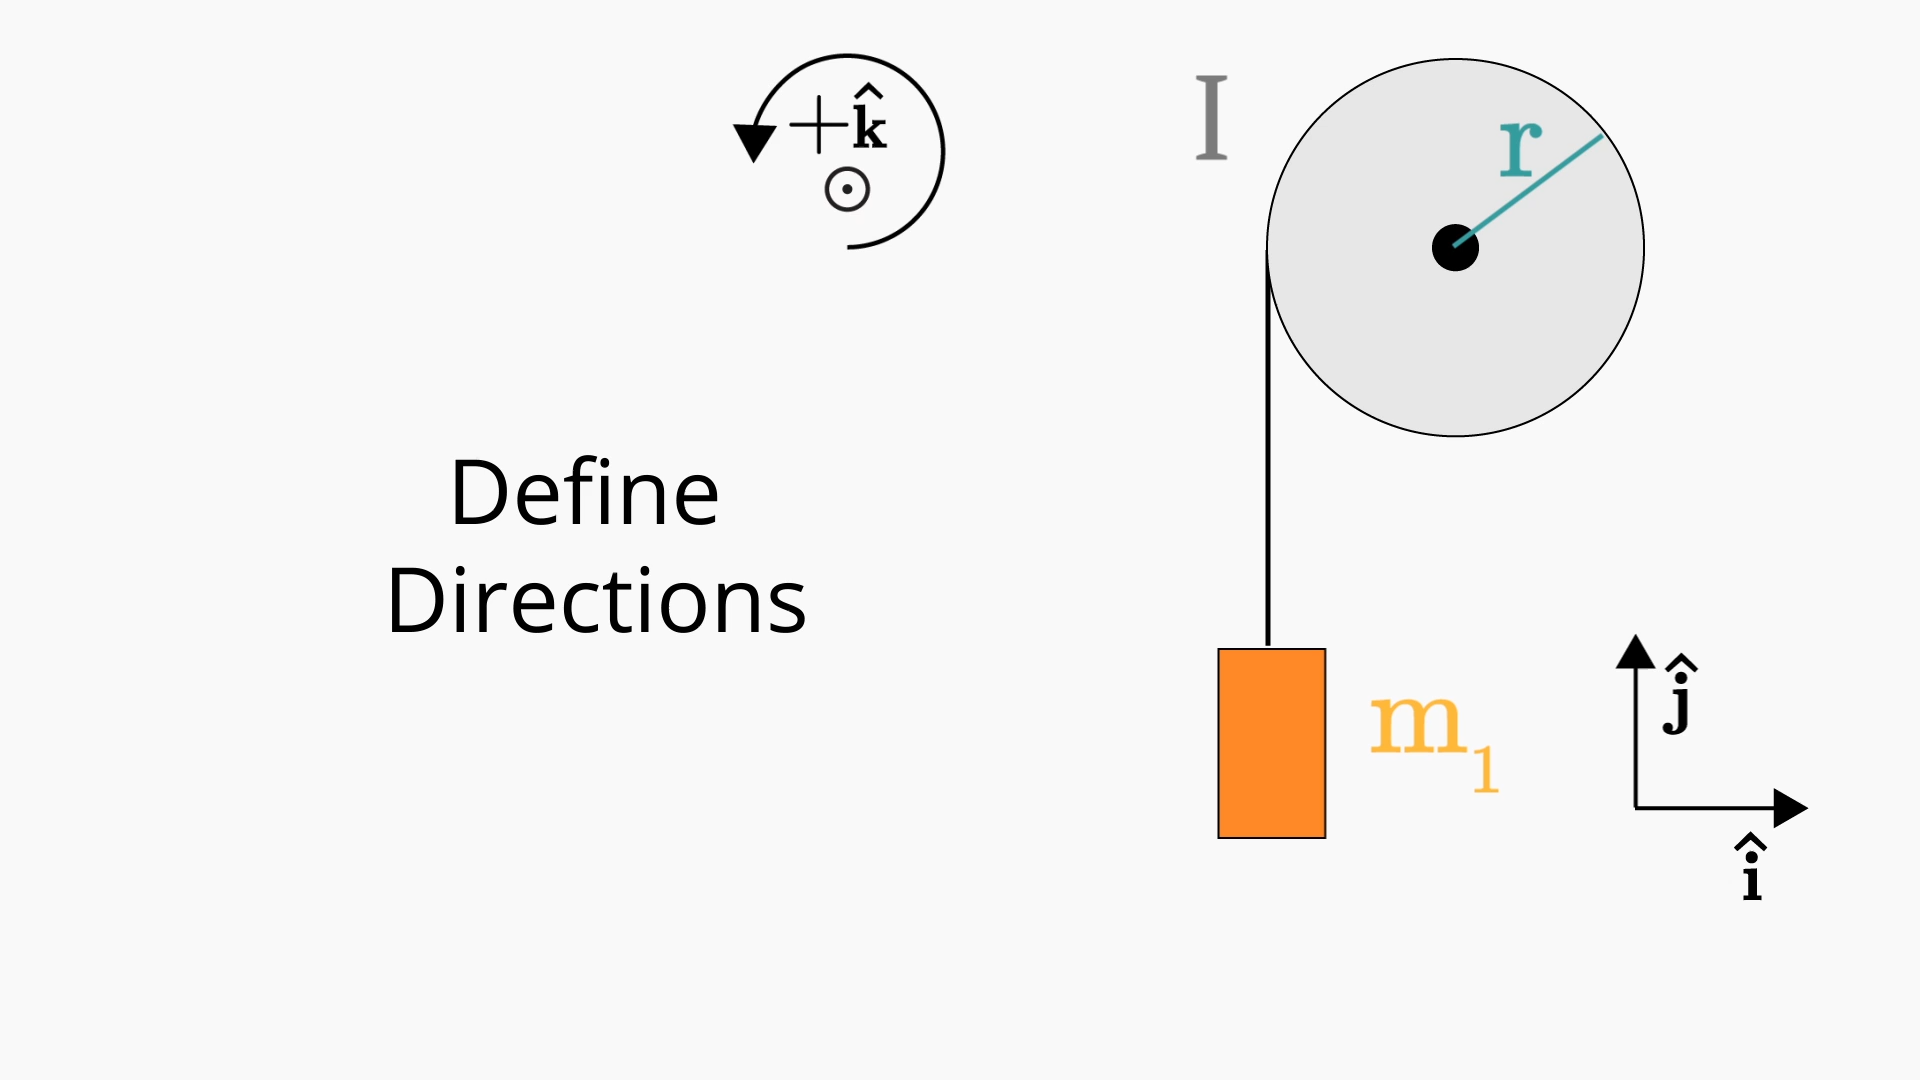 +k̂
I
r
Define
Directions
m₁
ĵ
î